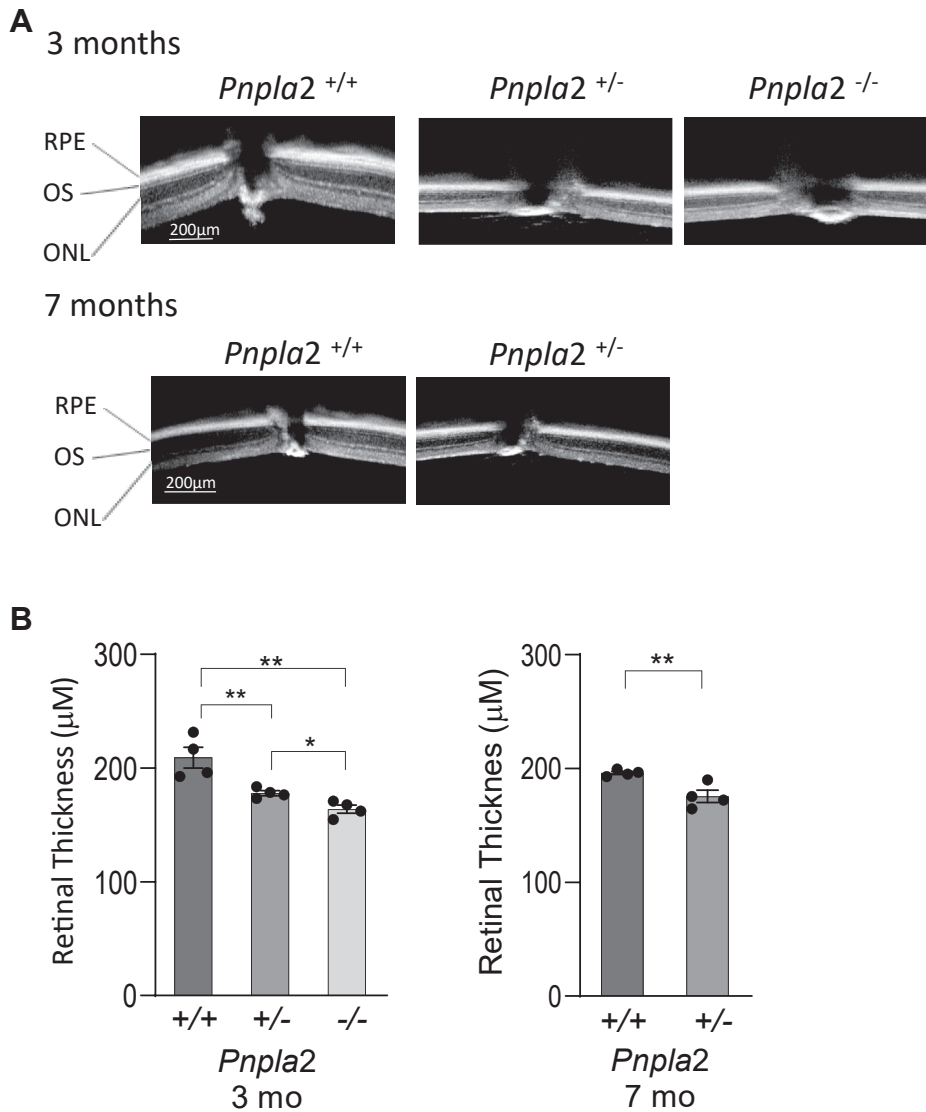 A
3 months
Pnpla2 +/+ Pnpla2 +/- Pnpla2 -/-
RPE
OS
ONL
200µm
7 months
Pnpla2 +/+ Pnpla2 +/-
RPE
OS
ONL
200µm
B
Retinal Thickness (µM)
300
200
100
0
**
**
*
+/+ +/- -/-
Pnpla2
3 mo
Retinal Thickness (µM)
300
200
100
0
**
+/+ +/-
Pnpla2
7 mo